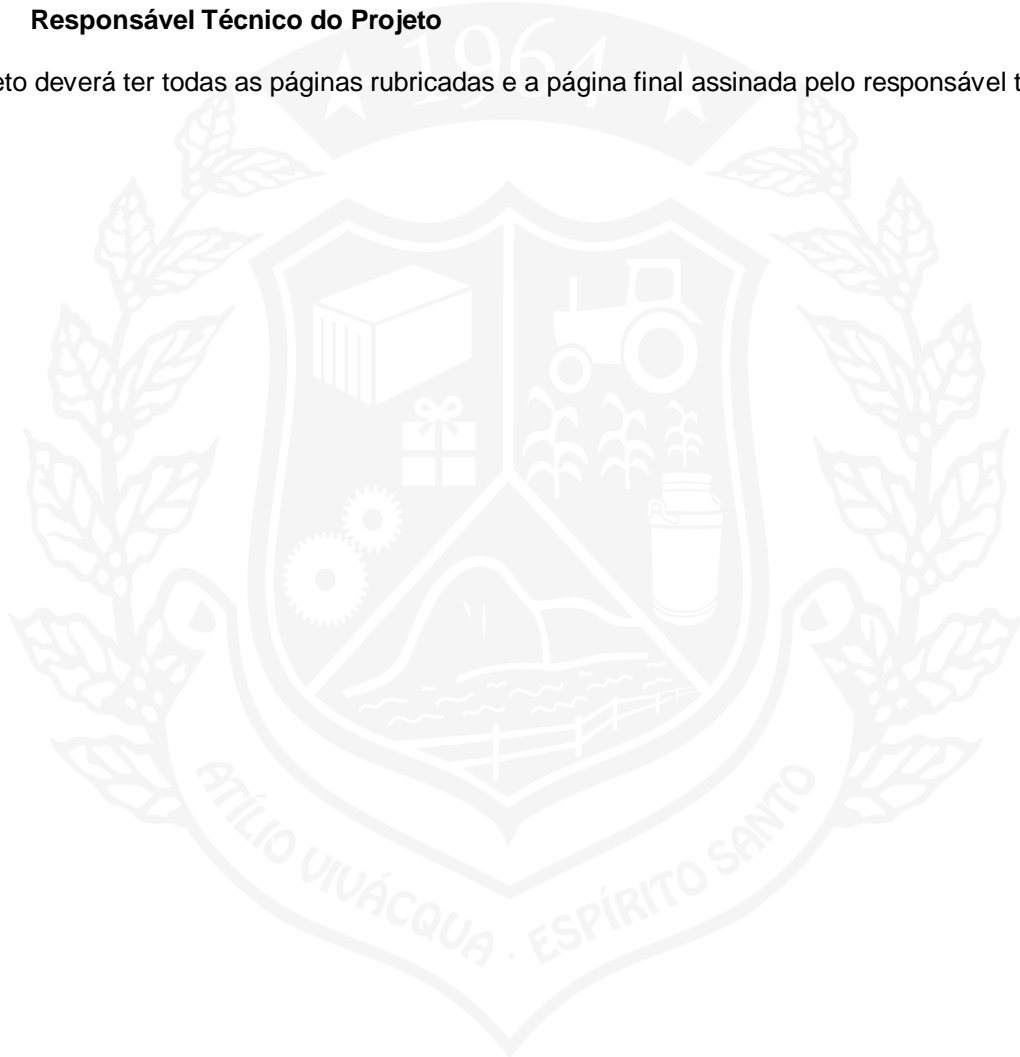 Responsável Técnico do Projeto
eto deverá ter todas as páginas rubricadas e a página final assinada pelo responsável t
1964
ATÍLIO VIVÁCQUA . ESPÍRITO SANTO